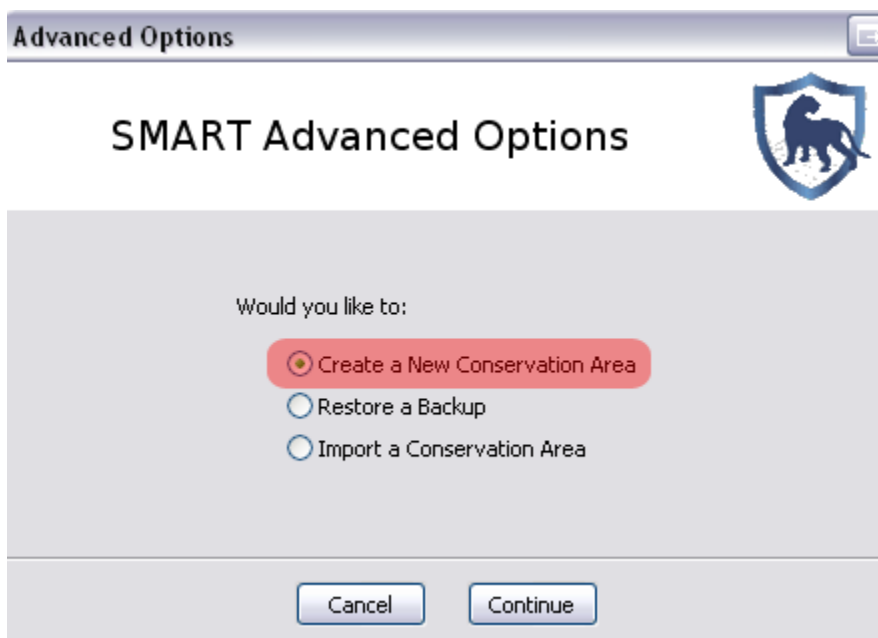 Advanced Options
SMART Advanced Options
Would you like to:
Create a New Conservation Area
Restore a Backup
Import a Conservation Area
Cancel
Continue